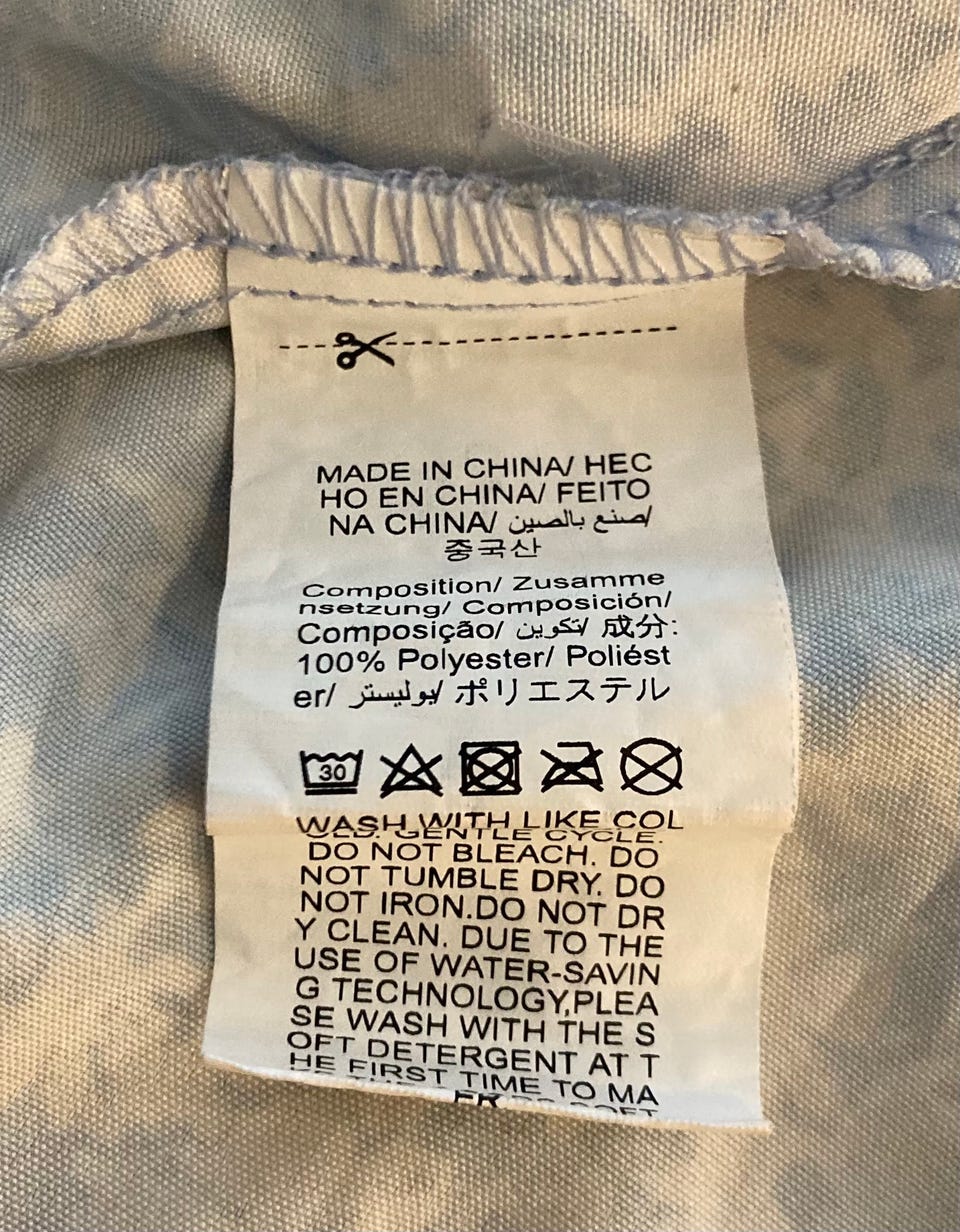 MADE IN CHINA/ HEC
HO EN CHINA/ FEITO
NA CHINA/ صنع بالصين/
중국산
Composition/ Zusamme
nsetzung/ Composición/
Composição/ تكوين/ 成分:
100% Polyester/ Poliést
er/ بوليستر/ ポリエステル
30
WASH WITH LIKE COL
GENTLE CYCLE.
DO NOT BLEACH. DO
NOT TUMBLE DRY. DO
NOT IRON.DO NOT DR
Y CLEAN. DUE TO THE
USE OF WATER-SAVIN
G TECHNOLOGY,PLEA
SE WASH WITH THE S
OFT DETERGENT AT T
HE FIRST TIME TO MA